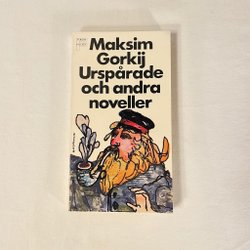 Maksim
Gorkij
Urspårade
och andra
noveller